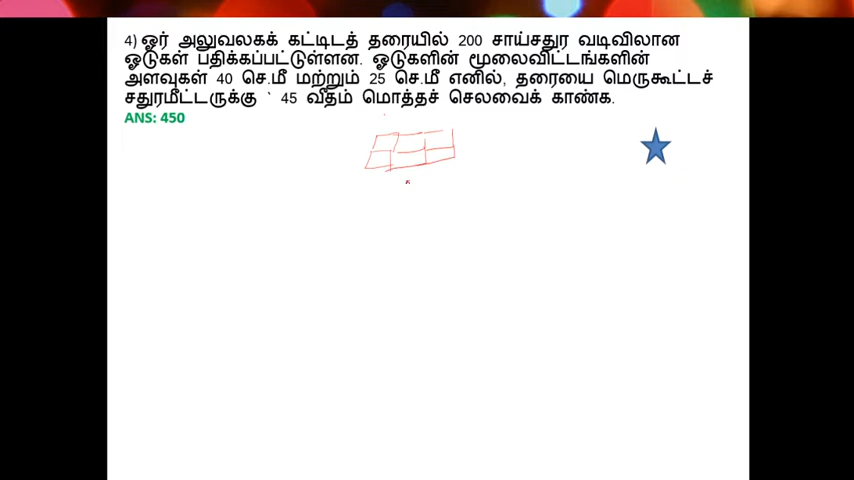 4) ஓர் அலுவலகக் கட்டிடத் தரையில் 200 சாய்சதுர வடிவிலான
ஓடுகள் பதிக்கப்பட்டுள்ளன. ஓடுகளின் மூலைவிட்டங்களின்
அளவுகள் 40 செ.மீ மற்றும் 25 செ.மீ எனில், தரையை மெருகூட்டச்
சதுரமீட்டருக்கு ` 45 வீதம் மொத்தச் செலவைக் காண்க.
ANS: 450